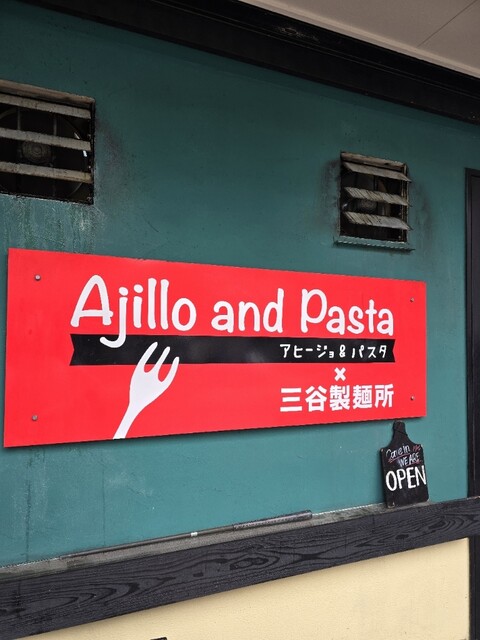 Ajillo and Pasta
アヒージョ&パスタ
×
三谷製麺所
Come In
WE ARE
OPEN